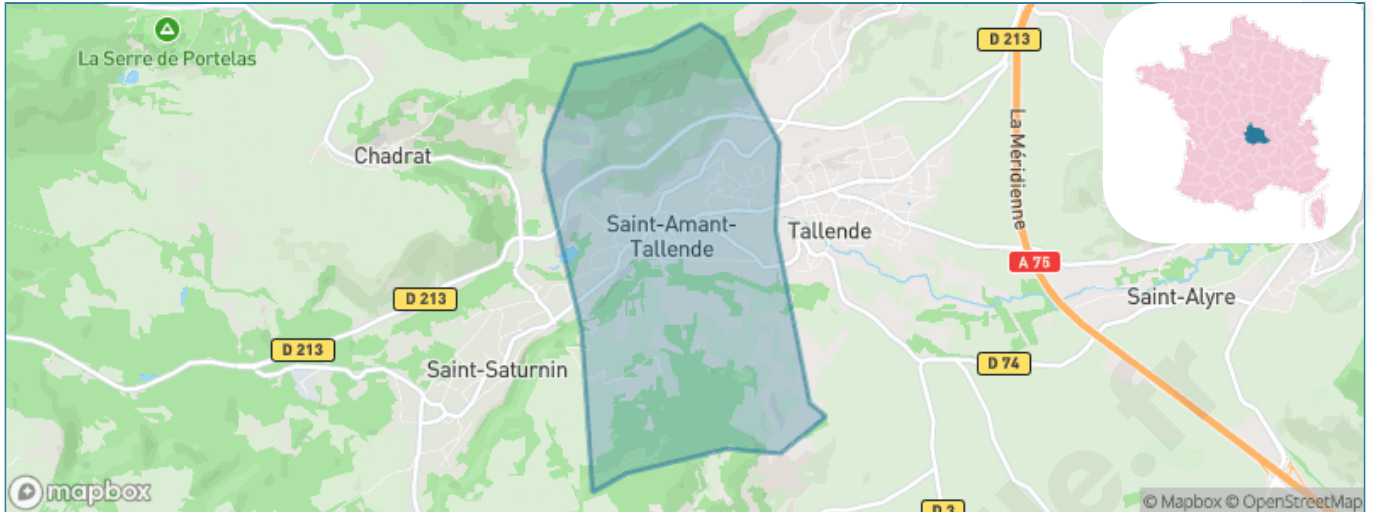 La Serre de Portelas
D 213
La Méridienne
Chadrat
Saint-Amant-
Tallende
Tallende
A 75
D 213
Saint-Alyre
D 213
Saint-Saturnin
D 74
mapbox
© Mapbox © OpenStreetMap